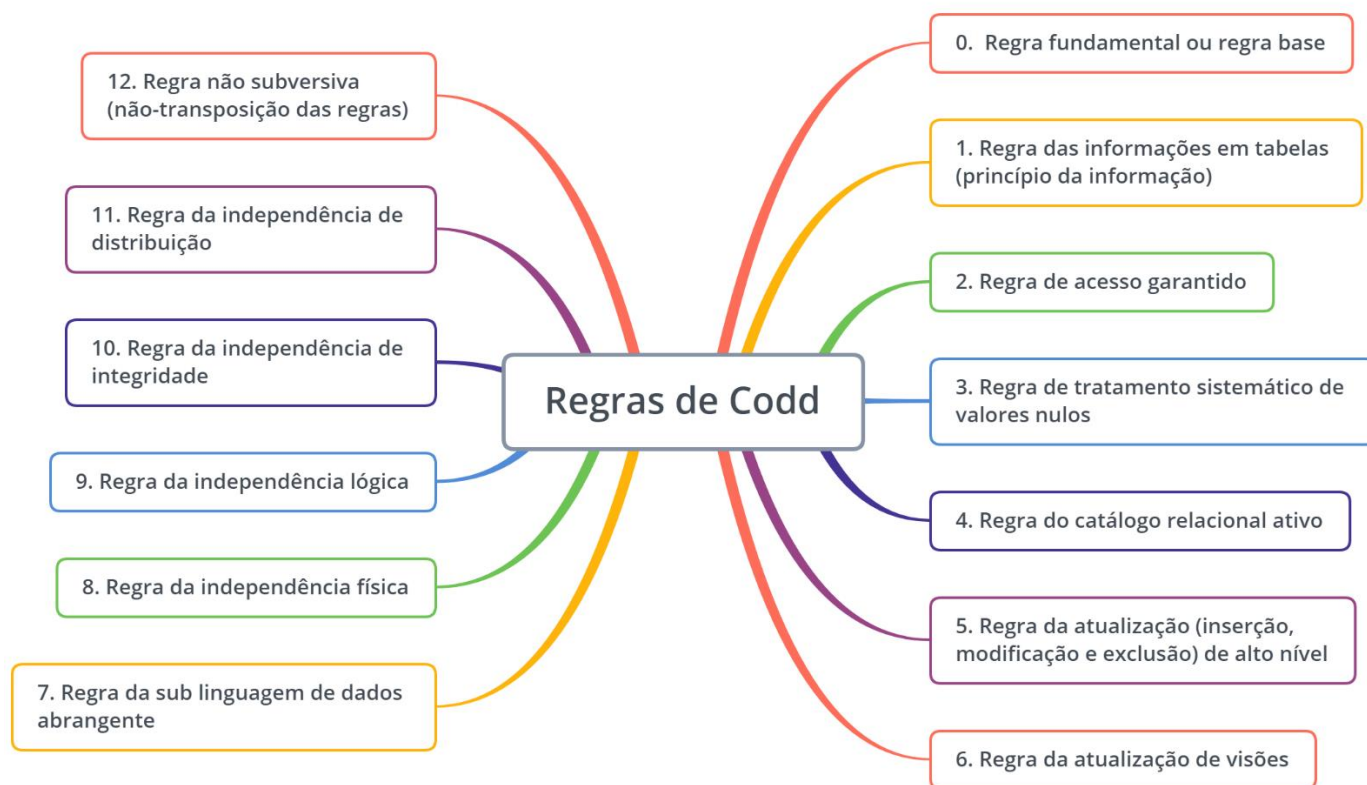 Regras de Codd
0.  Regra fundamental ou regra base
1. Regra das informações em tabelas
(princípio da informação)
2. Regra de acesso garantido
3. Regra de tratamento sistemático de
valores nulos
4. Regra do catálogo relacional ativo
5. Regra da atualização (inserção,
modificação e exclusão) de alto nível
6. Regra da atualização de visões
7. Regra da sub linguagem de dados
abrangente
8. Regra da independência física
9. Regra da independência lógica
10. Regra da independência de
integridade
11. Regra da independência de
distribuição
12. Regra não subversiva
(não-transposição das regras)